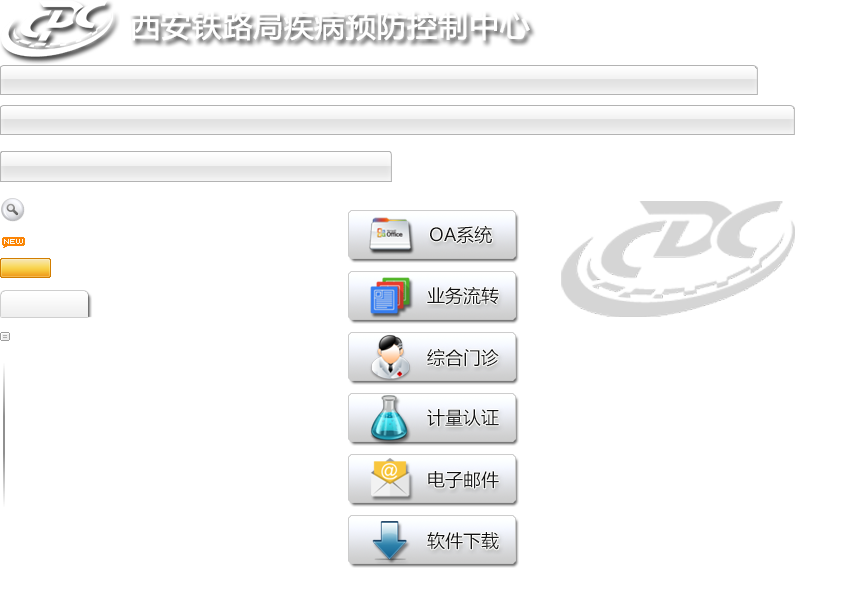 CDC 西安铁路局疾病预防控制中心
NEW
Office OA系统
CDC
业务流转
综合门诊
计量认证
@ 电子邮件
软件下载